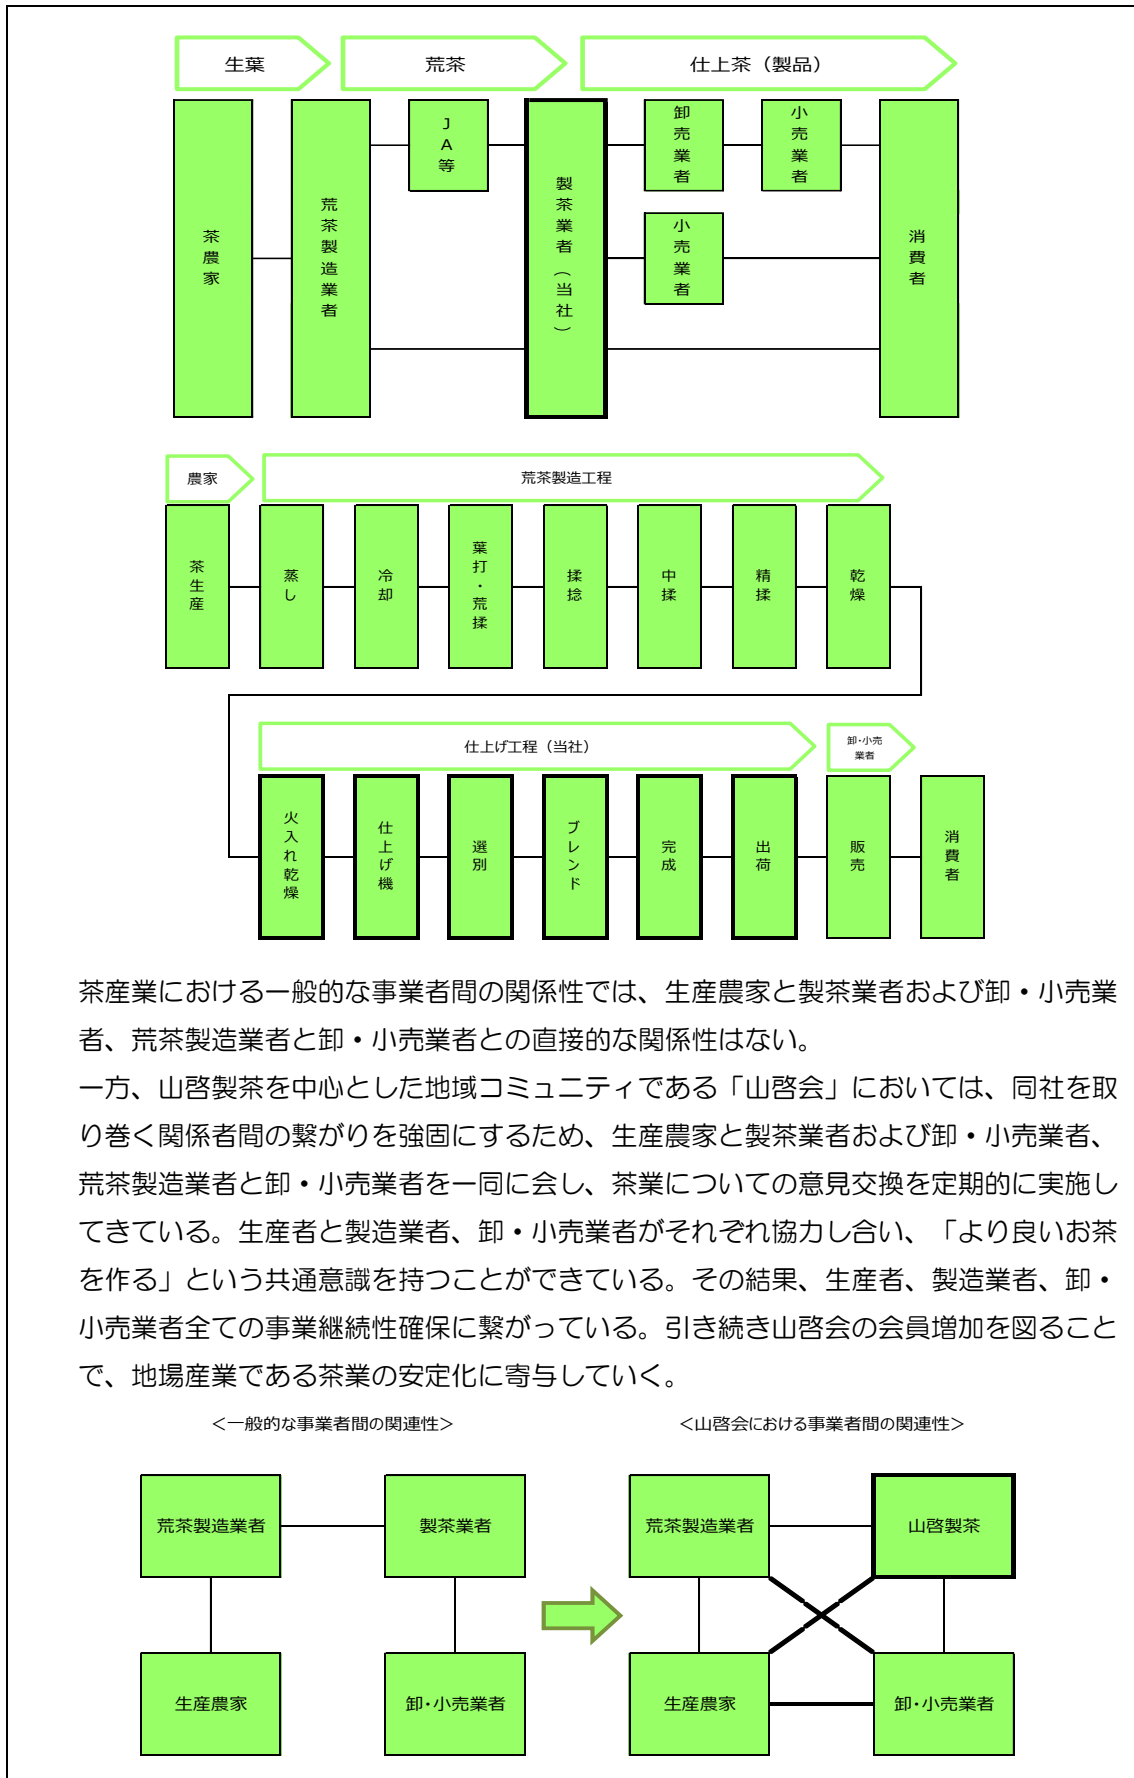 生葉
荒茶
仕上茶（製品）
茶農家
荒茶製造業者
JA等
製茶業者（当社）
卸売業者
小売業者
小売業者
消費者
農家
荒茶製造工程
茶生産
蒸し
冷却
葉打・荒揉
揉捻
中揉
精揉
乾燥
仕上げ工程（当社）
卸・小売
業者
火入れ乾燥
仕上げ機
選別
ブレンド
完成
出荷
販売
消費者
茶産業における一般的な事業者間の関係性では、生産農家と製茶業者および卸・小売業
者、荒茶製造業者と卸・小売業者との直接的な関係性はない。
一方、山啓製茶を中心とした地域コミュニティである「山啓会」においては、同社を取
り巻く関係者間の繋がりを強固にするため、生産農家と製茶業者および卸・小売業者、
荒茶製造業者と卸・小売業者を一同に会し、茶業についての意見交換を定期的に実施し
てきている。生産者と製造業者、卸・小売業者がそれぞれ協力し合い、「より良いお茶
を作る」という共通意識を持つことができている。その結果、生産者、製造業者、卸・
小売業者全ての事業継続性確保に繋がっている。引き続き山啓会の会員増加を図ること
で、地場産業である茶業の安定化に寄与していく。
＜一般的な事業者間の関連性＞
＜山啓会における事業者間の関連性＞
荒茶製造業者
製茶業者
荒茶製造業者
山啓製茶
生産農家
卸・小売業者
生産農家
卸・小売業者